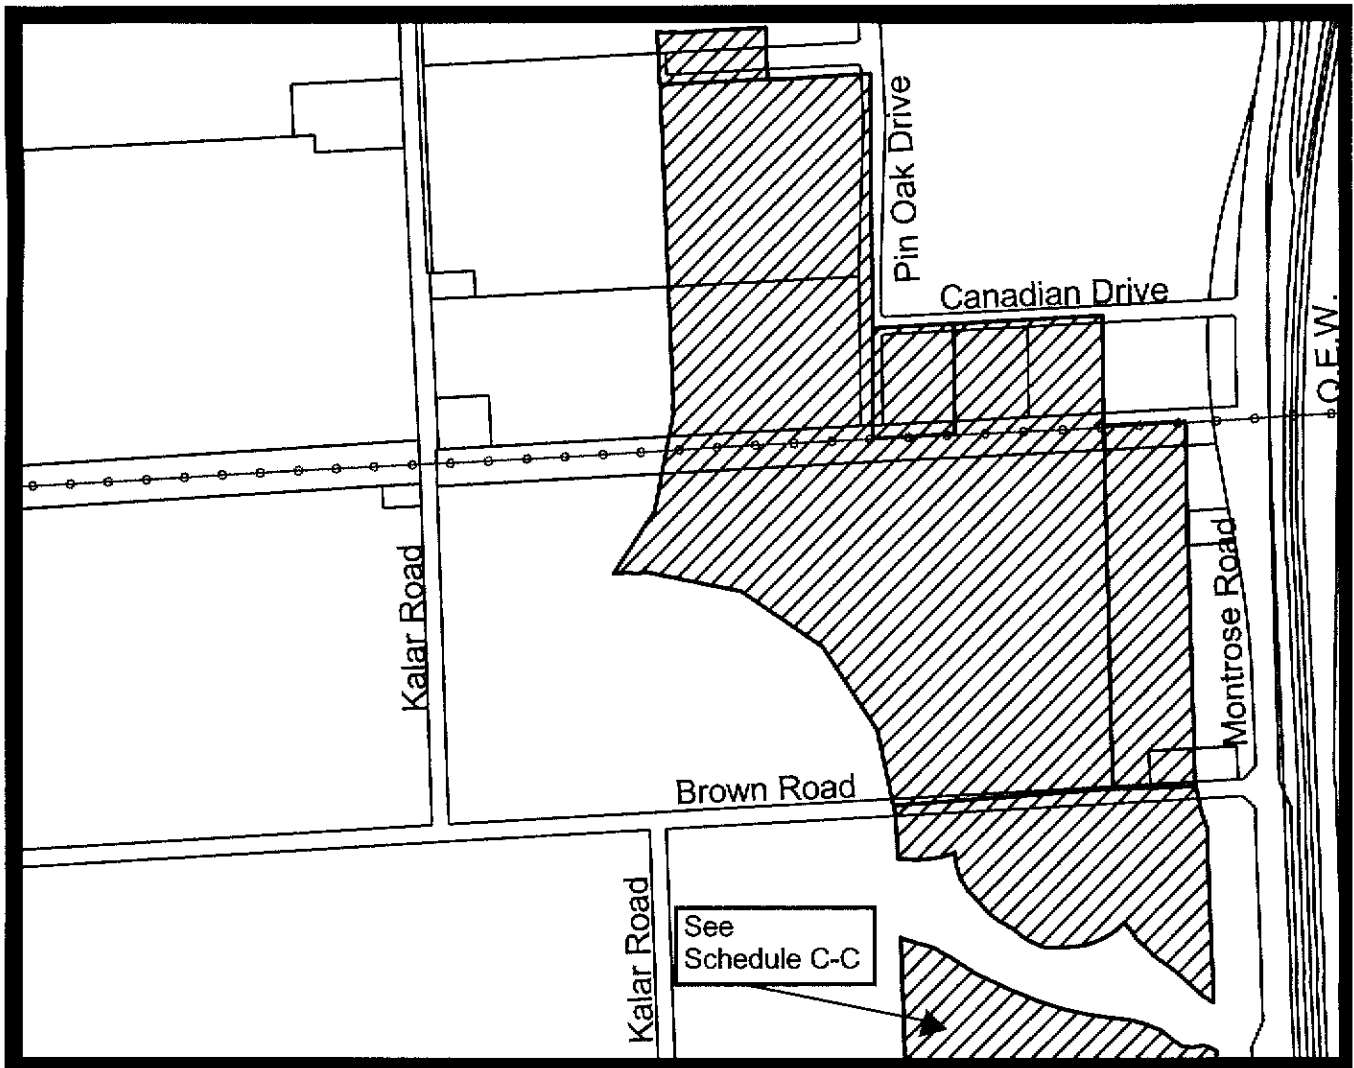 Pin Oak Drive
Canadian Drive
Q.E.W.
Kalar Road
Montrose Road
Brown Road
Kalar Road
See
Schedule C-C